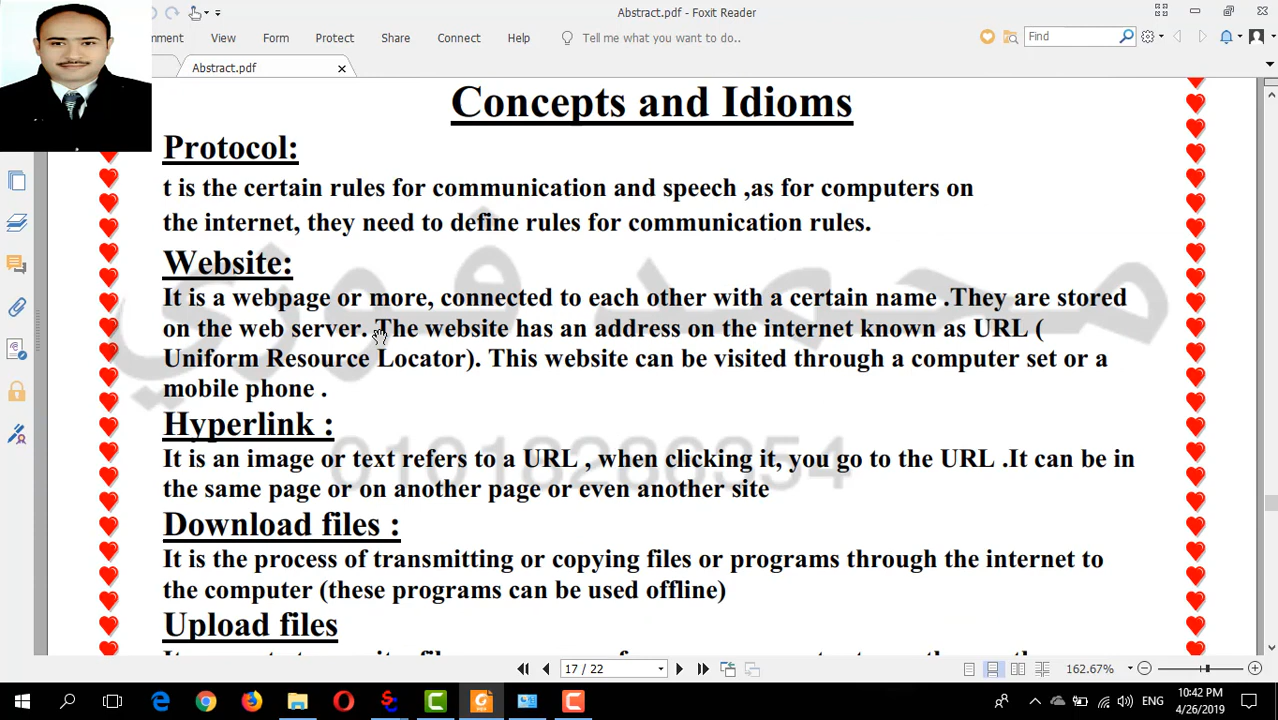 Abstract.pdf - Foxit Reader
mment View Form Protect Share Connect Help Tell me what you want to do.. Find
Abstract.pdf
Concepts and Idioms
Protocol:
t is the certain rules for communication and speech ,as for computers on
the internet, they need to define rules for communication rules.
Website:
It is a webpage or more, connected to each other with a certain name .They are stored
on the web server. The website has an address on the internet known as URL (
Uniform Resource Locator). This website can be visited through a computer set or a
mobile phone .
محمد فوزي
Hyperlink :
01018280354
It is an image or text refers to a URL , when clicking it, you go to the URL .It can be in
the same page or on another page or even another site
Download files :
It is the process of transmitting or copying files or programs through the internet to
the computer (these programs can be used offline)
Upload files
17 / 22
162.67%
ENG
10:42 PM
4/26/2019